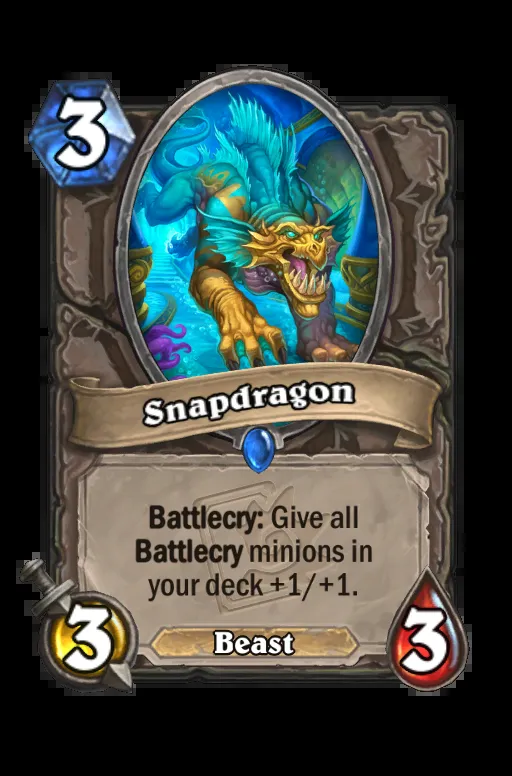 3
Snapdragon
Battlecry: Give all
Battlecry minions in
your deck +1/+1.
3
Beast
3